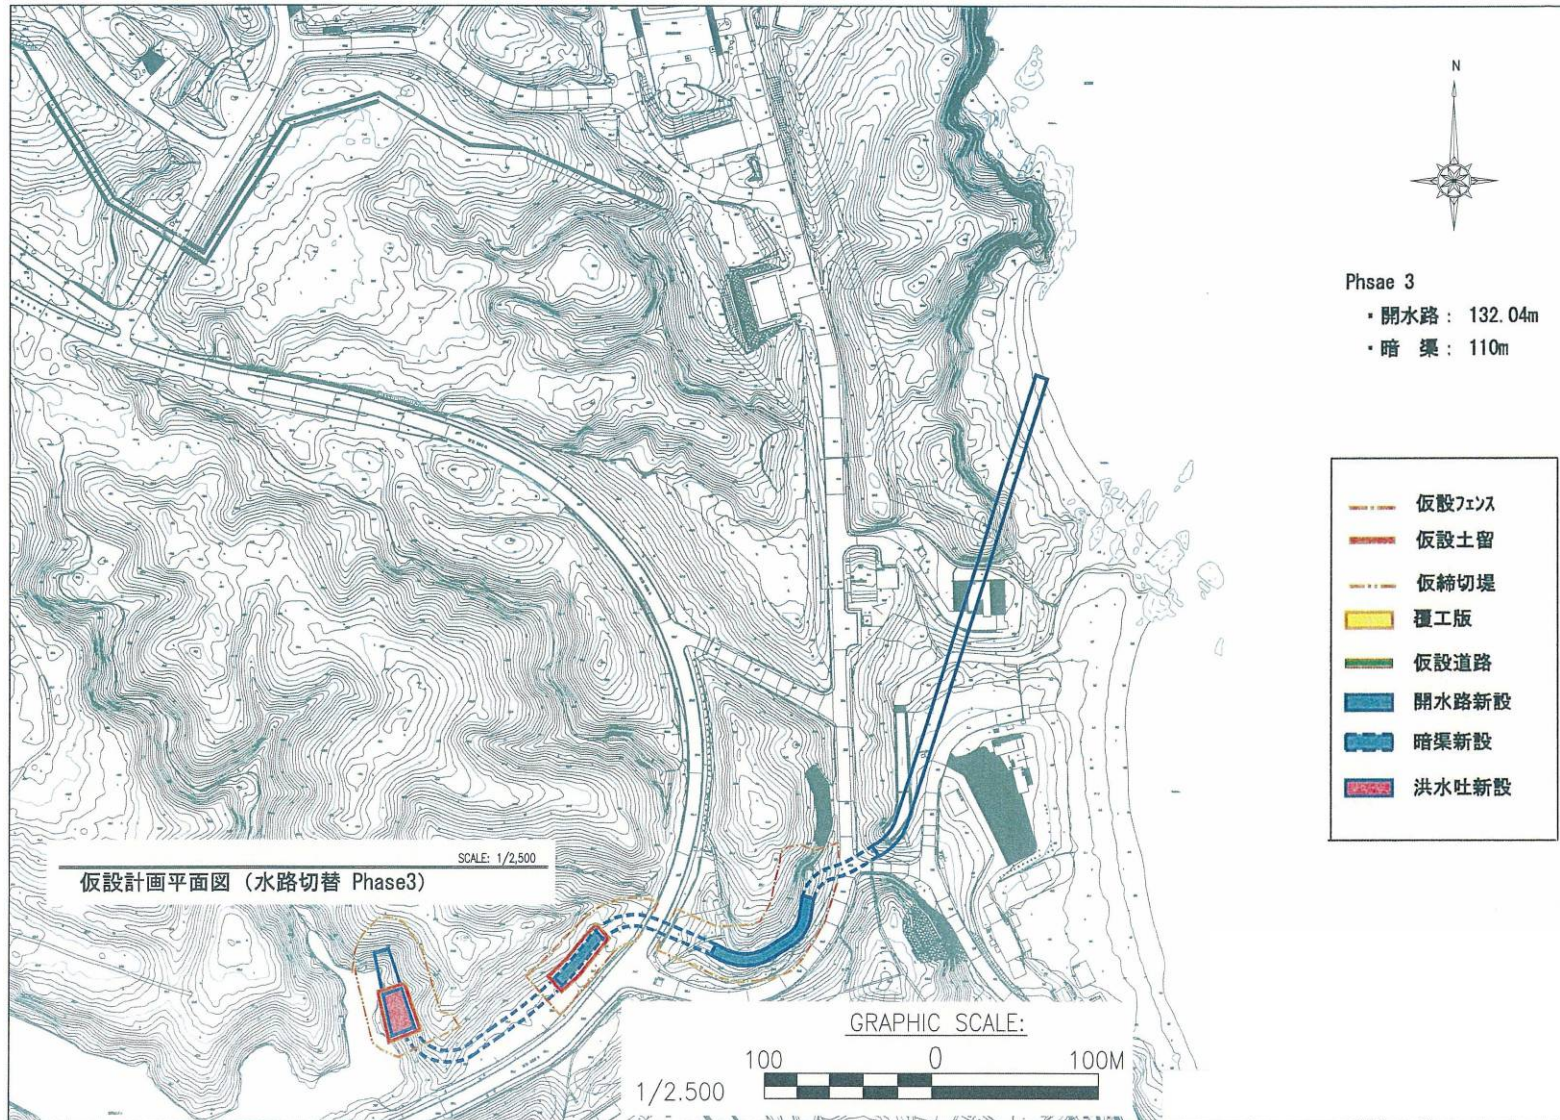 N
Phsae 3
・開水路： 132.04m
・暗 渠： 110m
仮設フェンス
仮設土留
仮締切堤
覆工版
仮設道路
開水路新設
暗渠新設
洪水吐新設
SCALE: 1/2,500
仮設計画平面図（水路切替 Phase3）
GRAPHIC SCALE:
100 0 100M
1/2.500